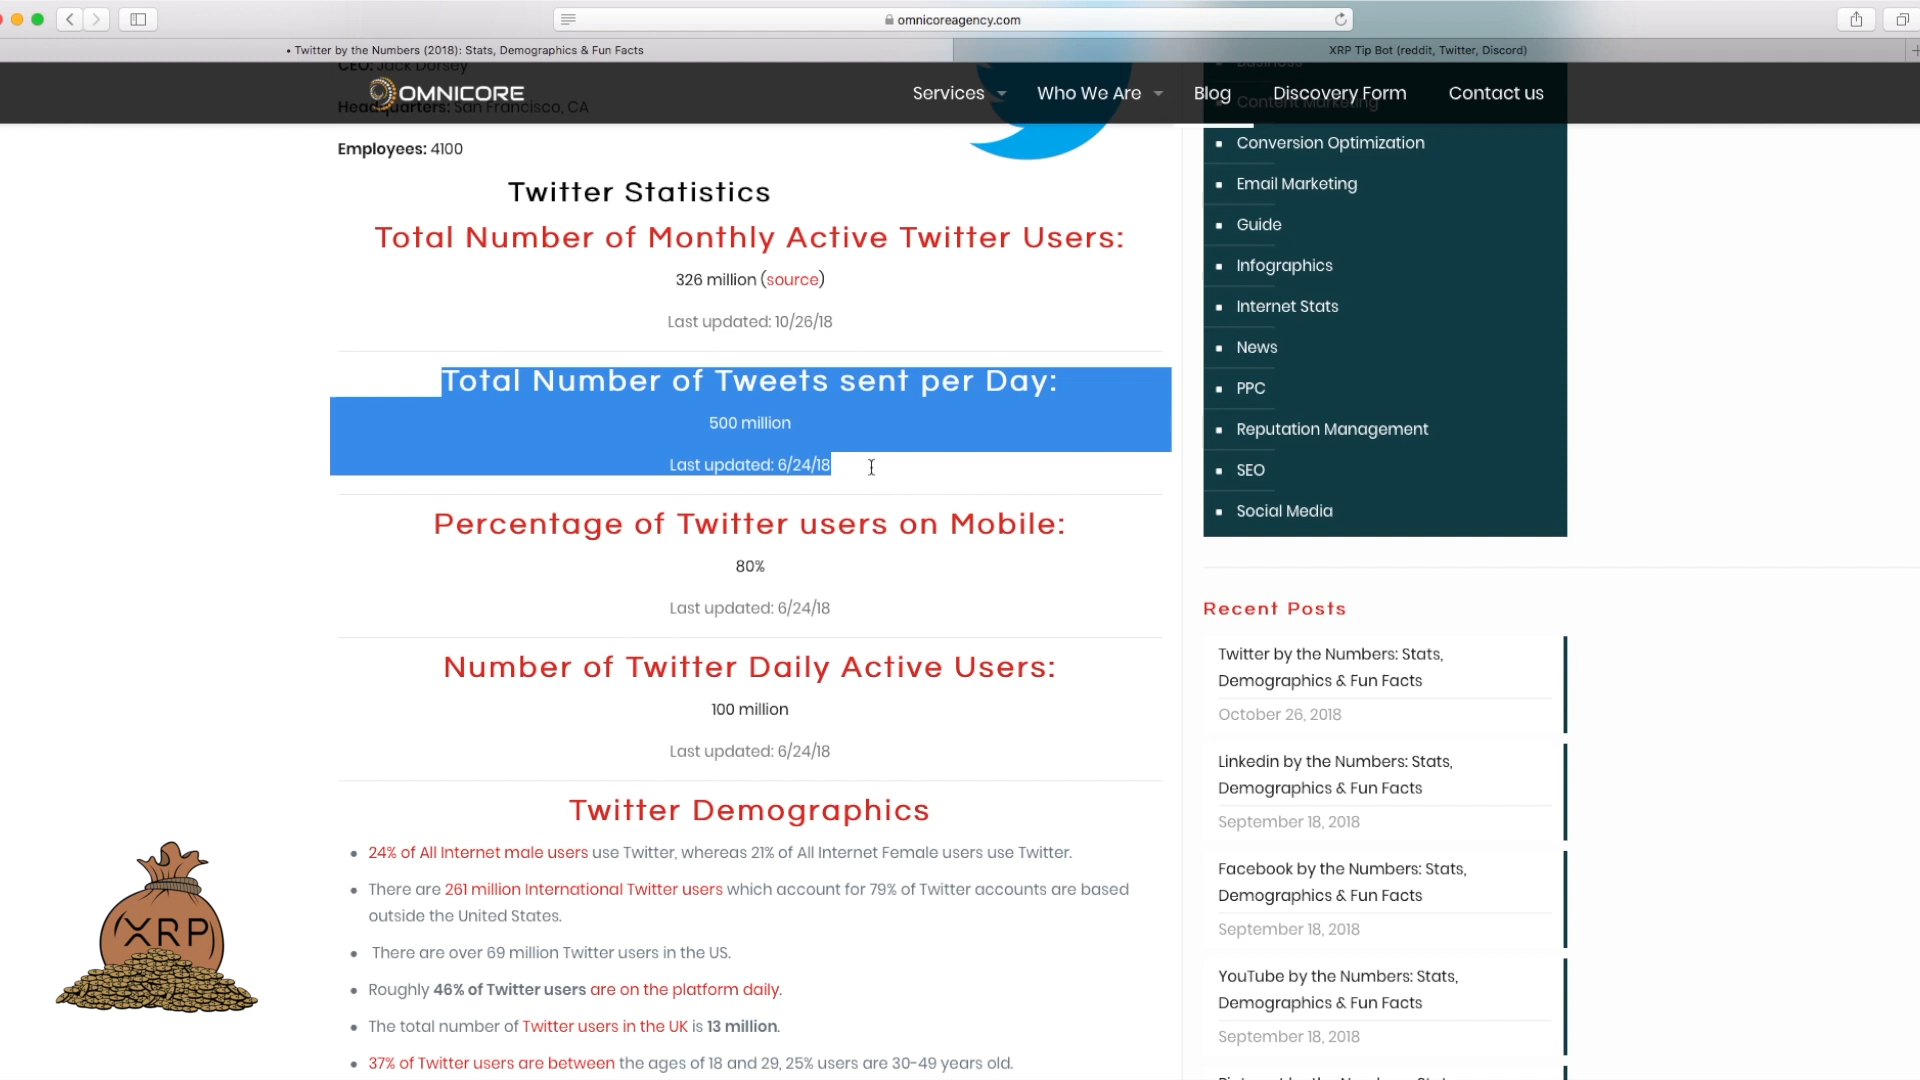 omnicoreagency.com
• Twitter by the Numbers (2018): Stats, Demographics & Fun Facts
XRP Tip Bot (reddit, Twitter, Discord)
CEO: Jack Dorsey
Business
OMNICORE
Services
Who We Are
Blog
Discovery Form
Contact us
Headquarters: San Francisco, CA
Content Marketing
Employees: 4100
Twitter Statistics
Total Number of Monthly Active Twitter Users:
326 million (source)
Last updated: 10/26/18
Total Number of Tweets sent per Day:
500 million
Last updated: 6/24/18
Percentage of Twitter users on Mobile:
80%
Last updated: 6/24/18
Number of Twitter Daily Active Users:
100 million
Last updated: 6/24/18
Twitter Demographics
• 24% of All Internet male users use Twitter, whereas 21% of All Internet Female users use Twitter.
• There are 261 million International Twitter users which account for 79% of Twitter accounts are based
outside the United States.
• There are over 69 million Twitter users in the US.
• Roughly 46% of Twitter users are on the platform daily.
• The total number of Twitter users in the UK is 13 million.
• 37% of Twitter users are between the ages of 18 and 29, 25% users are 30-49 years old.
Conversion Optimization
Email Marketing
Guide
Infographics
Internet Stats
News
PPC
Reputation Management
SEO
Social Media
Recent Posts
Twitter by the Numbers: Stats,
Demographics & Fun Facts
October 26, 2018
Linkedin by the Numbers: Stats,
Demographics & Fun Facts
September 18, 2018
Facebook by the Numbers: Stats,
Demographics & Fun Facts
September 18, 2018
YouTube by the Numbers: Stats,
Demographics & Fun Facts
September 18, 2018
XRP